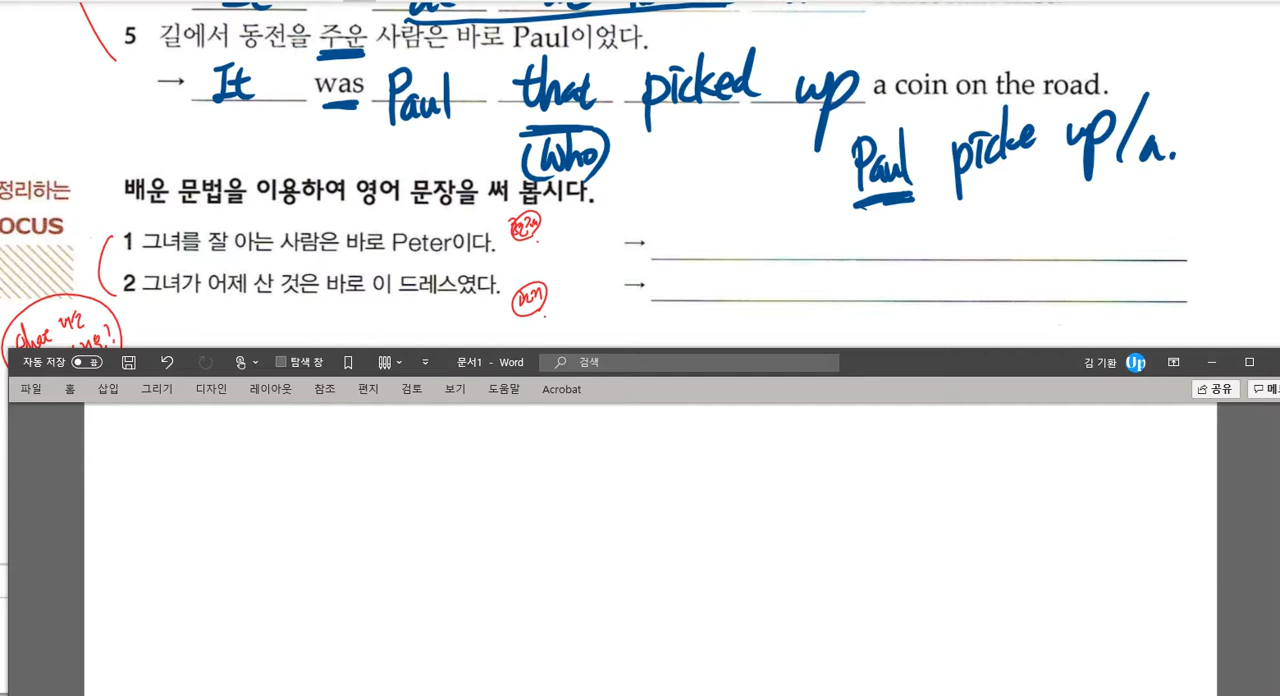 5 길에서 동전을 주운 사람은 바로 Paul이었다.
→ It was Paul that picked up a coin on the road.
(who)
Paul picke up/a.
정리하는
OCUS
배운 문법을 이용하여 영어 문장을 써 봅시다.
1 그녀를 잘 아는 사람은 바로 Peter이다. →
2 그녀가 어제 산 것은 바로 이 드레스였다. → 
자동 저장 끔 탐색 창 문서1 - Word 검색 김 기환 Up
파일 홈 삽입 그리기 디자인 레이아웃 참조 편지 검토 보기 도움말 Acrobat 공유 메